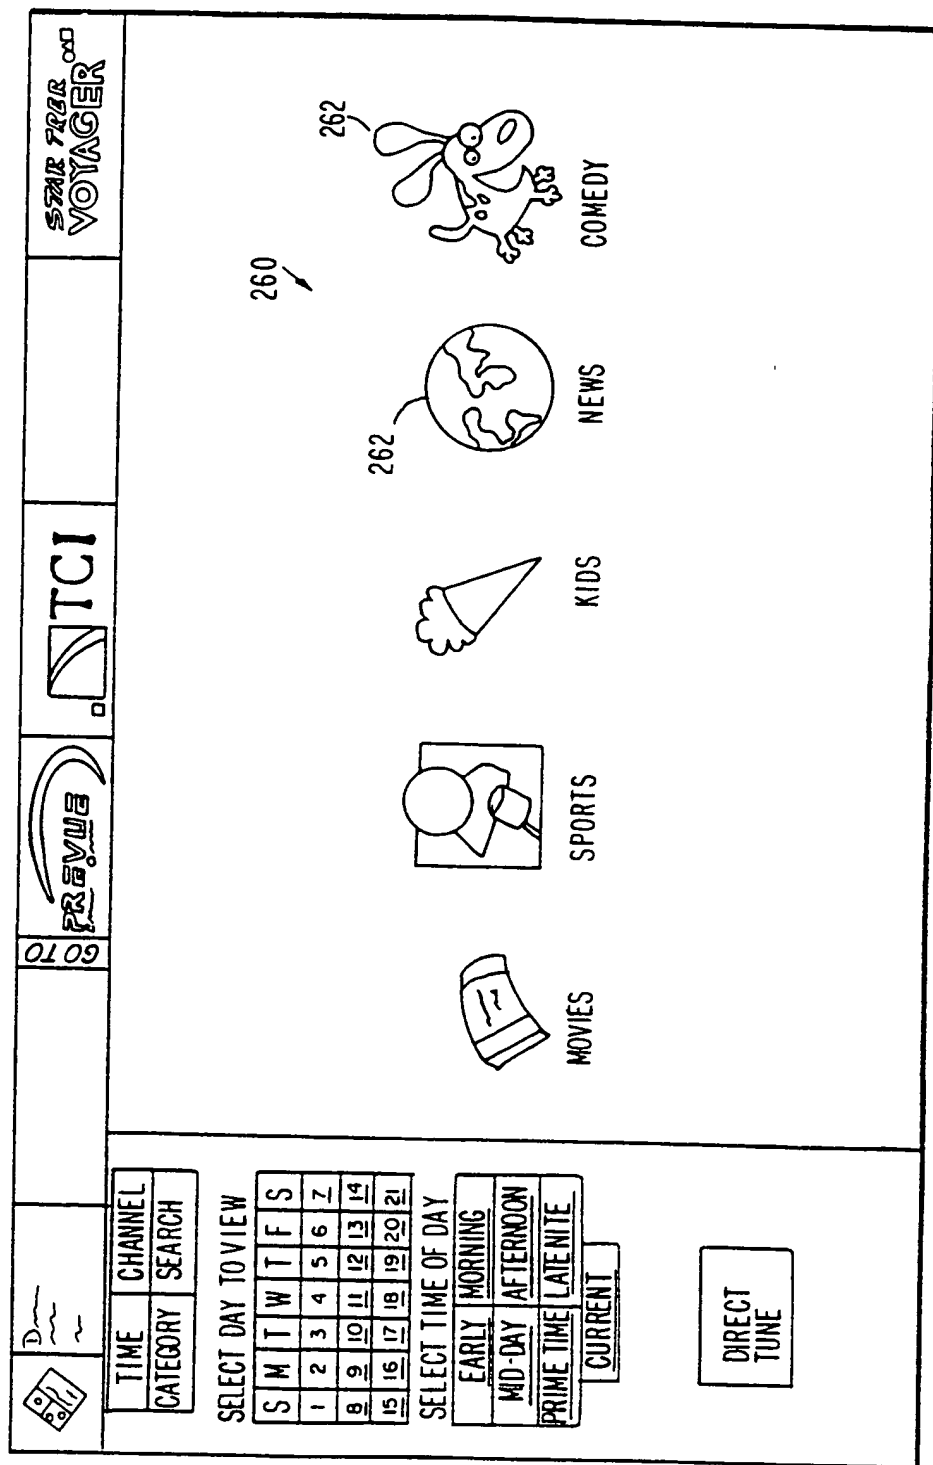 STAR TRER
VOYAGER
TCI
PREVUE
GO TO
TIME CHANNEL
CATEGORY SEARCH
SELECT DAY TO VIEW
S M T W T F S
1 2 3 4 5 6 7
8 9 10 11 12 13 14
15 16 17 18 19 20 21
SELECT TIME OF DAY
EARLY MORNING
MID-DAY AFTERNOON
PRIME TIME LATENITE
CURRENT
DIRECT
TUNE
260
262
262
MOVIES
SPORTS
KIDS
NEWS
COMEDY